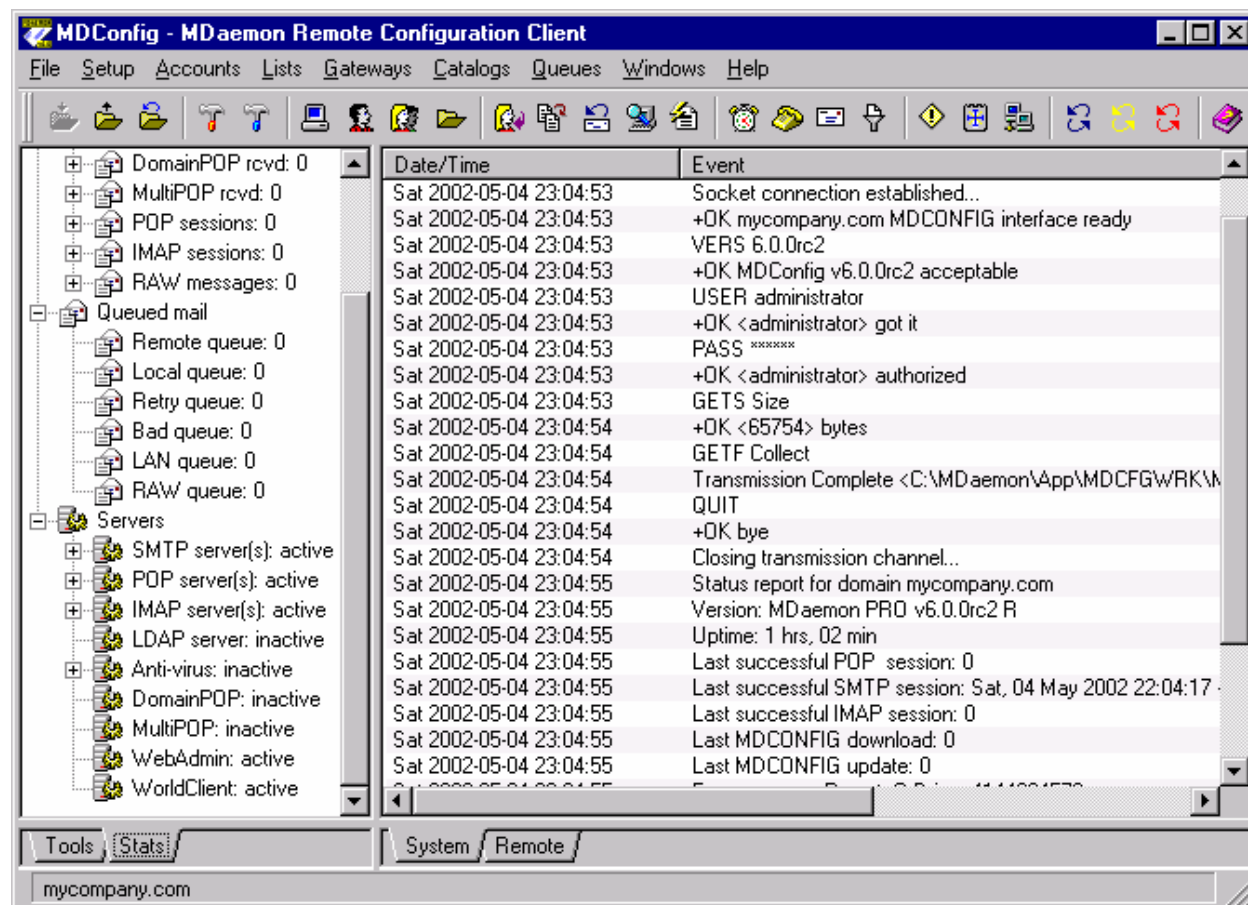 MDConfig - MDaemon Remote Configuration Client
File Setup Accounts Lists Gateways Catalogs Queues Windows Help
DomainPOP rcvd: 0
MultiPOP rcvd: 0
POP sessions: 0
IMAP sessions: 0
RAW messages: 0
Queued mail
Remote queue: 0
Local queue: 0
Retry queue: 0
Bad queue: 0
LAN queue: 0
RAW queue: 0
Servers
SMTP server(s): active
POP server(s): active
IMAP server(s): active
LDAP server: inactive
Anti-virus: inactive
DomainPOP: inactive
MultiPOP: inactive
WebAdmin: active
WorldClient: active
Tools Stats
Date/Time Event
Sat 2002-05-04 23:04:53 Socket connection established...
Sat 2002-05-04 23:04:53 +OK mycompany.com MDCONFIG interface ready
Sat 2002-05-04 23:04:53 VERS 6.0.0rc2
Sat 2002-05-04 23:04:53 +OK MDConfig v6.0.0rc2 acceptable
Sat 2002-05-04 23:04:53 USER administrator
Sat 2002-05-04 23:04:53 +OK <administrator> got it
Sat 2002-05-04 23:04:53 PASS ******
Sat 2002-05-04 23:04:53 +OK <administrator> authorized
Sat 2002-05-04 23:04:53 GETS Size
Sat 2002-05-04 23:04:54 +OK <65754> bytes
Sat 2002-05-04 23:04:54 GETF Collect
Sat 2002-05-04 23:04:54 Transmission Complete <C:\MDaemon\App\MDCFGWRK\
Sat 2002-05-04 23:04:54 QUIT
Sat 2002-05-04 23:04:54 +OK bye
Sat 2002-05-04 23:04:54 Closing transmission channel...
Sat 2002-05-04 23:04:55 Status report for domain mycompany.com
Sat 2002-05-04 23:04:55 Version: MDaemon PRO v6.0.0rc2 R
Sat 2002-05-04 23:04:55 Uptime: 1 hrs, 02 min
Sat 2002-05-04 23:04:55 Last successful POP session: 0
Sat 2002-05-04 23:04:55 Last successful SMTP session: Sat, 04 May 2002 22:04:17 -
Sat 2002-05-04 23:04:55 Last successful IMAP session: 0
Sat 2002-05-04 23:04:55 Last MDCONFIG download: 0
Sat 2002-05-04 23:04:55 Last MDCONFIG update: 0
System Remote
mycompany.com